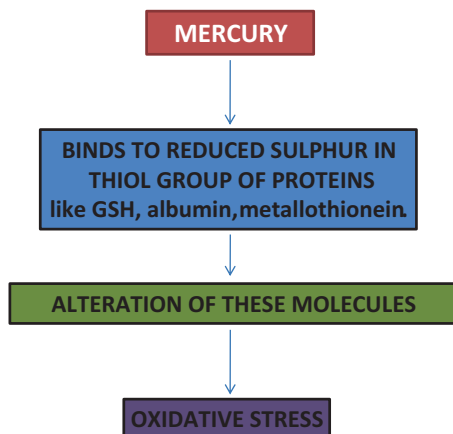 MERCURY
BINDS TO REDUCED SULPHUR IN
THIOL GROUP OF PROTEINS
like GSH, albumin,metallothionein.
ALTERATION OF THESE MOLECULES
OXIDATIVE STRESS